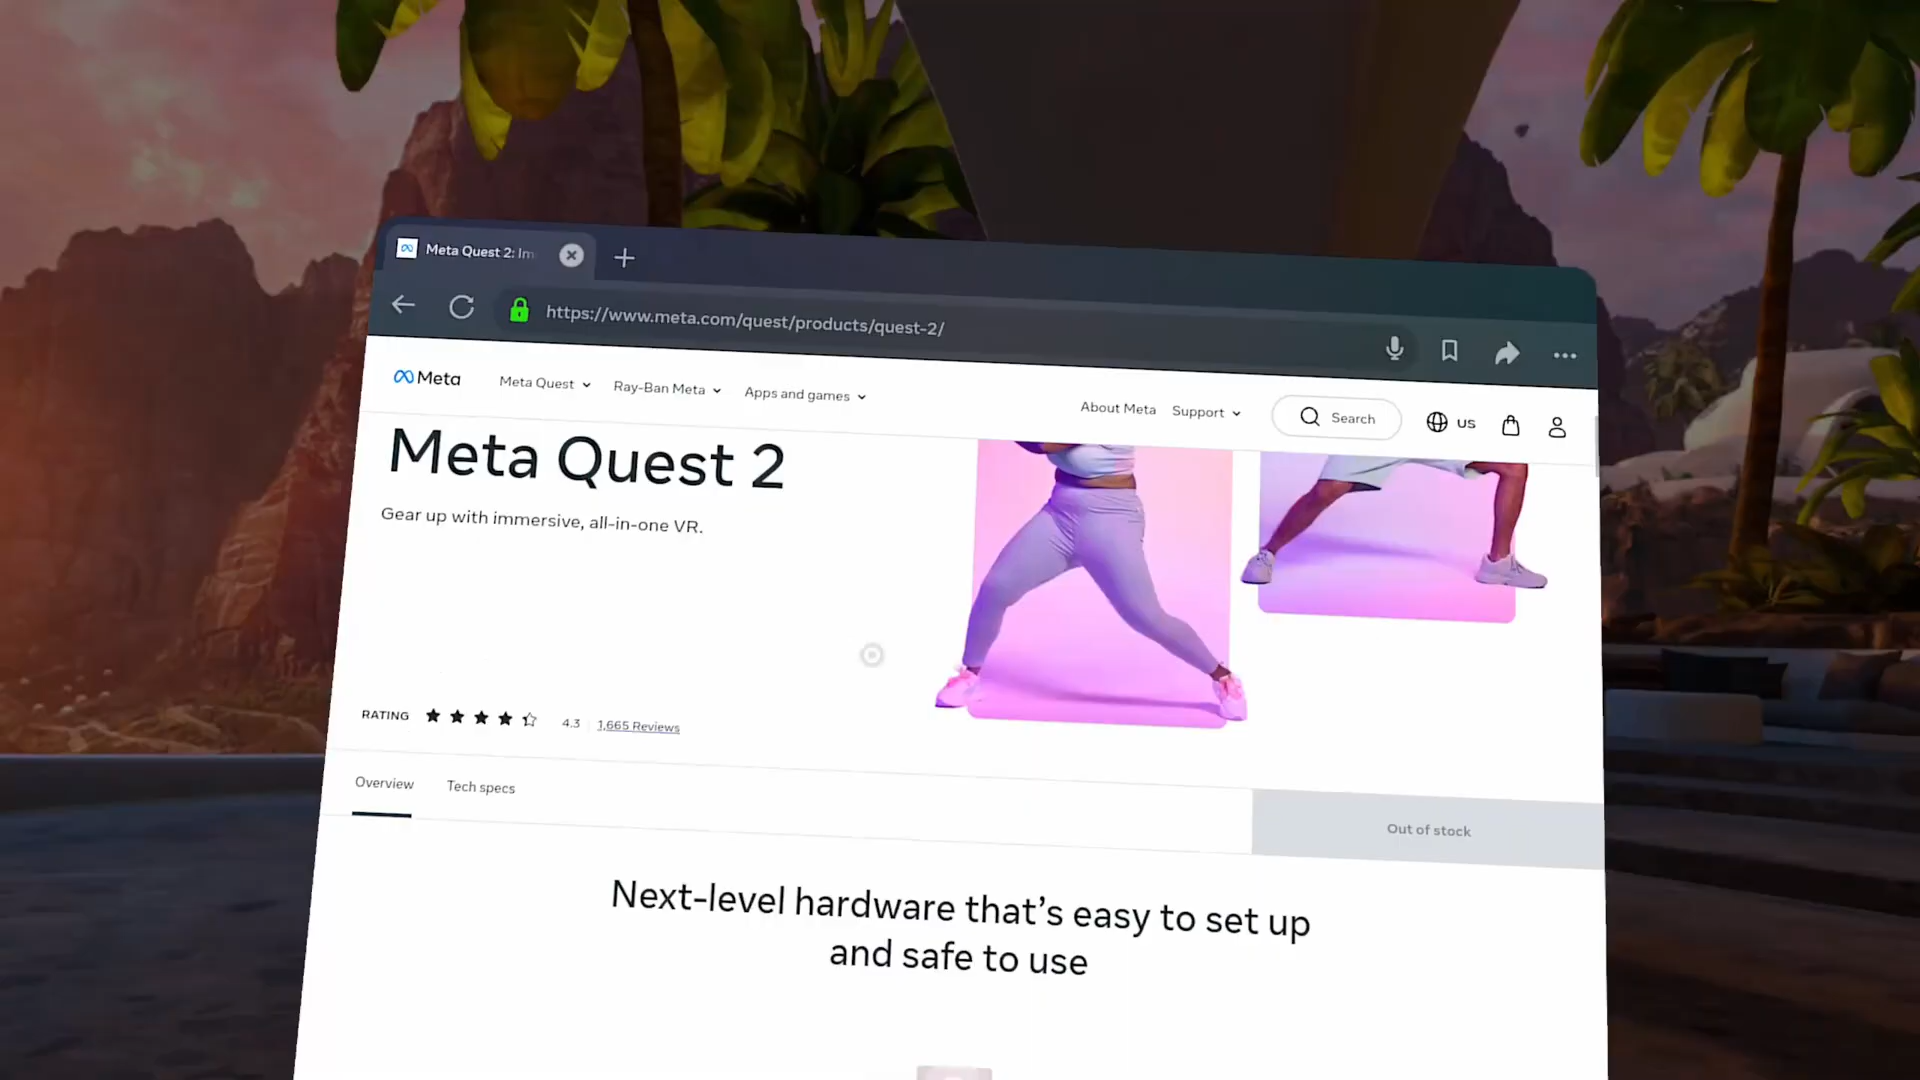 Meta Quest 2: Im
https://www.meta.com/quest/products/quest-2/
Meta
Meta Quest
Ray-Ban Meta
Apps and games
About Meta
Support
Search
US
Meta Quest 2
Gear up with immersive, all-in-one VR.
RATING
4.3
1,665 Reviews
Overview
Tech specs
Out of stock
Next-level hardware that's easy to set up
and safe to use